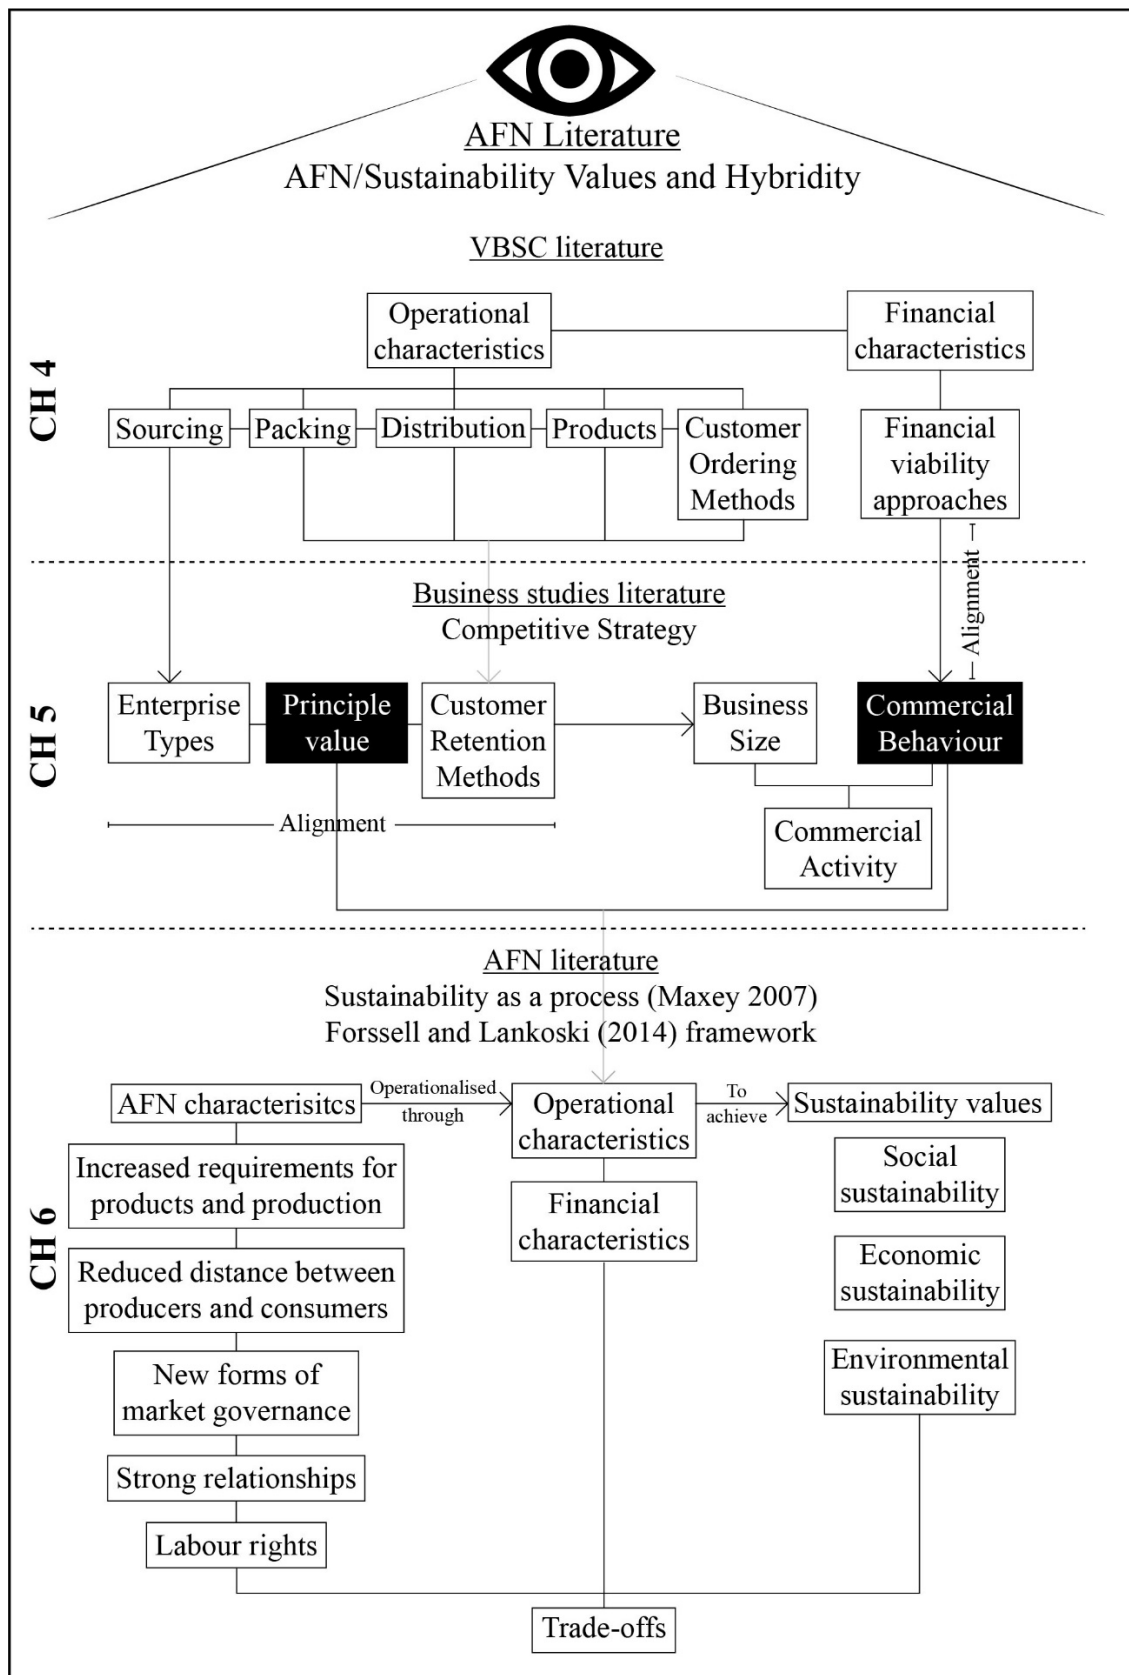 AFN Literature
AFN/Sustainability Values and Hybridity
VBSC literature
CH 4
Operational
characteristics
Financial
characteristics
Sourcing
Packing
Distribution
Products
Customer
Ordering
Methods
Financial
viability
approaches
Alignment
CH 5
Business studies literature
Competitive Strategy
Enterprise
Types
Principle
value
Customer
Retention
Methods
Business
Size
Commercial
Behaviour
Alignment
Commercial
Activity
CH 6
AFN literature
Sustainability as a process (Maxey 2007)
Forssell and Lankoski (2014) framework
AFN characterisitcs
Operationalised
through
Operational
characteristics
To
achieve
Sustainability values
Increased requirements for
products and production
Financial
characteristics
Social
sustainability
Reduced distance between
producers and consumers
Economic
sustainability
New forms of
market governance
Environmental
sustainability
Strong relationships
Labour rights
Trade-offs